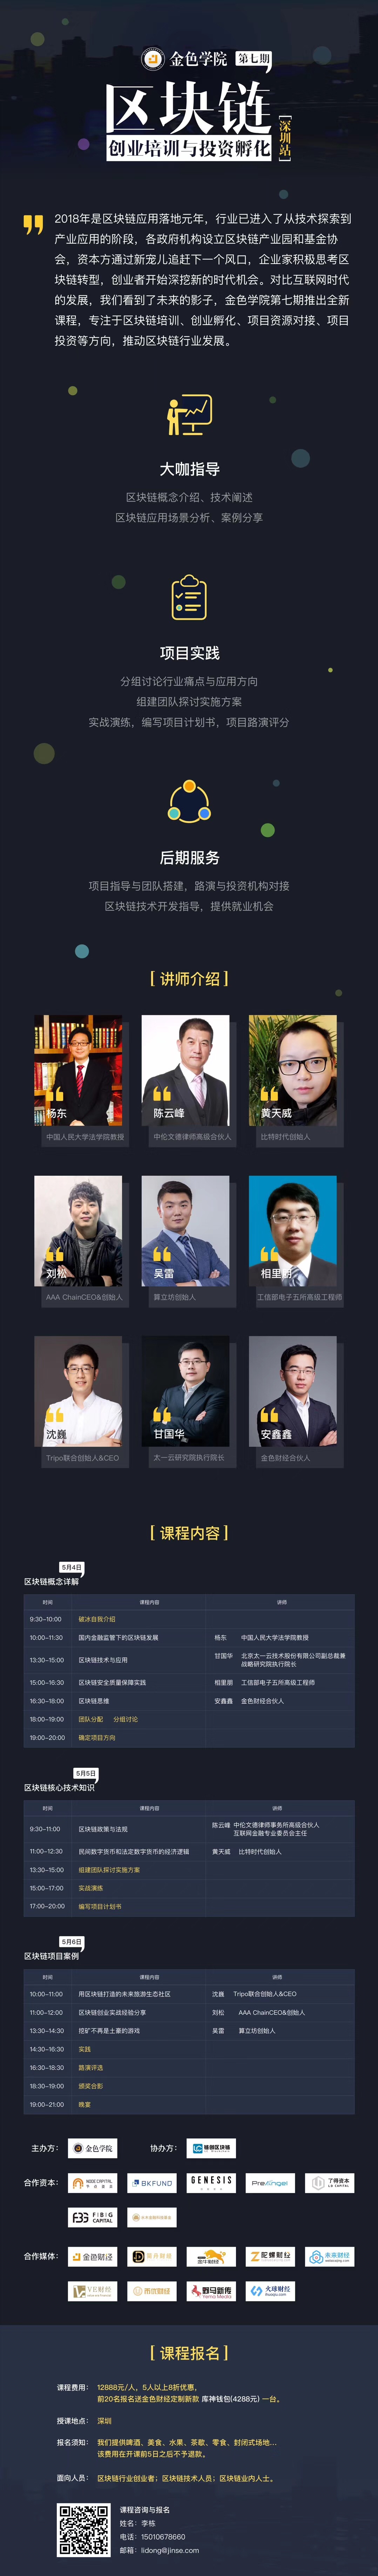 金色学院 第七期
区块链
创业培训与投资孵化
[深圳站]
2018年是区块链应用落地元年，行业已进入了从技术探索到
产业应用的阶段，各政府机构设立区块链产业园和基金协
会，资本方通过新宠儿追赶下一个风口，企业家积极思考区
块链转型，创业者开始深挖新的时代机会。对比互联网时代
的发展，我们看到了未来的影子，金色学院第七期推出全新
课程，专注于区块链培训、创业孵化、项目资源对接、项目
投资等方向，推动区块链行业发展。
大咖指导
区块链概念介绍、技术阐述
区块链应用场景分析、案例分享
项目实践
分组讨论行业痛点与应用方向
组建团队探讨实施方案
实战演练，编写项目计划书，项目路演评分
后期服务
项目指导与团队搭建，路演与投资机构对接
区块链技术开发指导，提供就业机会
[讲师介绍]
杨东
中国人民大学法学院教授
陈云峰
中伦文德律师高级合伙人
黄天威
比特时代创始人
刘松
AAA ChainCEO&创始人
吴雷
算立坊创始人
相里朋
工信部电子五所高级工程师
沈巍
Tripo联合创始人&CEO
甘国华
太一云研究院执行院长
安鑫鑫
金色财经合伙人
[课程内容]
5月4日
区块链概念详解
时间 课程内容 讲师
9:30-10:00 破冰自我介绍
10:00-11:30 国内金融监管下的区块链发展 杨东 中国人民大学法学院教授
13:30-15:00 区块链技术与应用 甘国华 北京太一云技术股份有限公司副总裁兼
战略研究院执行院长
15:00-16:30 区块链安全质量保障实践 相里朋 工信部电子五所高级工程师
16:30-18:00 区块链思维 安鑫鑫 金色财经合伙人
18:00-19:00 团队分配 分组讨论
19:00-20:00 确定项目方向
5月5日
区块链核心技术知识
时间 课程内容 讲师
9:30-11:00 区块链政策与法规 陈云峰 中伦文德律师事务所高级合伙人
互联网金融专业委员会主任
11:00-12:30 民间数字货币和法定数字货币的经济逻辑 黄天威 比特时代创始人
13:30-15:00 组建团队探讨实施方案
15:00-17:00 实战演练
17:00-20:00 编写项目计划书
5月6日
区块链项目案例
时间 课程内容 讲师
10:00-11:00 用区块链打造的未来旅游生态社区 沈巍 Tripo联合创始人&CEO
11:00-12:00 区块链创业实战经验分享 刘松 AAA ChainCEO&创始人
13:30-14:30 挖矿不再是土豪的游戏 吴雷 算立坊创始人
14:30-16:30 实践
16:30-18:30 路演评选
18:30-19:00 颁奖合影
19:00-21:00 晚宴
主办方： 金色学院 协办方： 链创区块链
合作资本： NODE CAPITAL 节点资本 BKFUND GENESIS PreAngel 了得资本 LD CAPITAL
FBG FBG CAPITAL
合作媒体： 金色财经 金牛财经 陀螺财经 未来财经
VE财经 币优财经 野马新传 Yema Media 火球财经
[课程报名]
课程费用： 12888元/人，5人以上8折优惠，
前20名报名送金色财经定制新款 库神钱包(4288元) 一台。
授课地点： 深圳
报名须知： 我们提供啤酒、美食、水果、茶歇、零食、封闭式场地...
该费用在开课前5日之后不予退款。
面向人员： 区块链行业创业者；区块链技术人员；区块链业内人士。
课程咨询与报名
姓名：李栋
电话：15010678660
邮箱：lidong@jinse.com